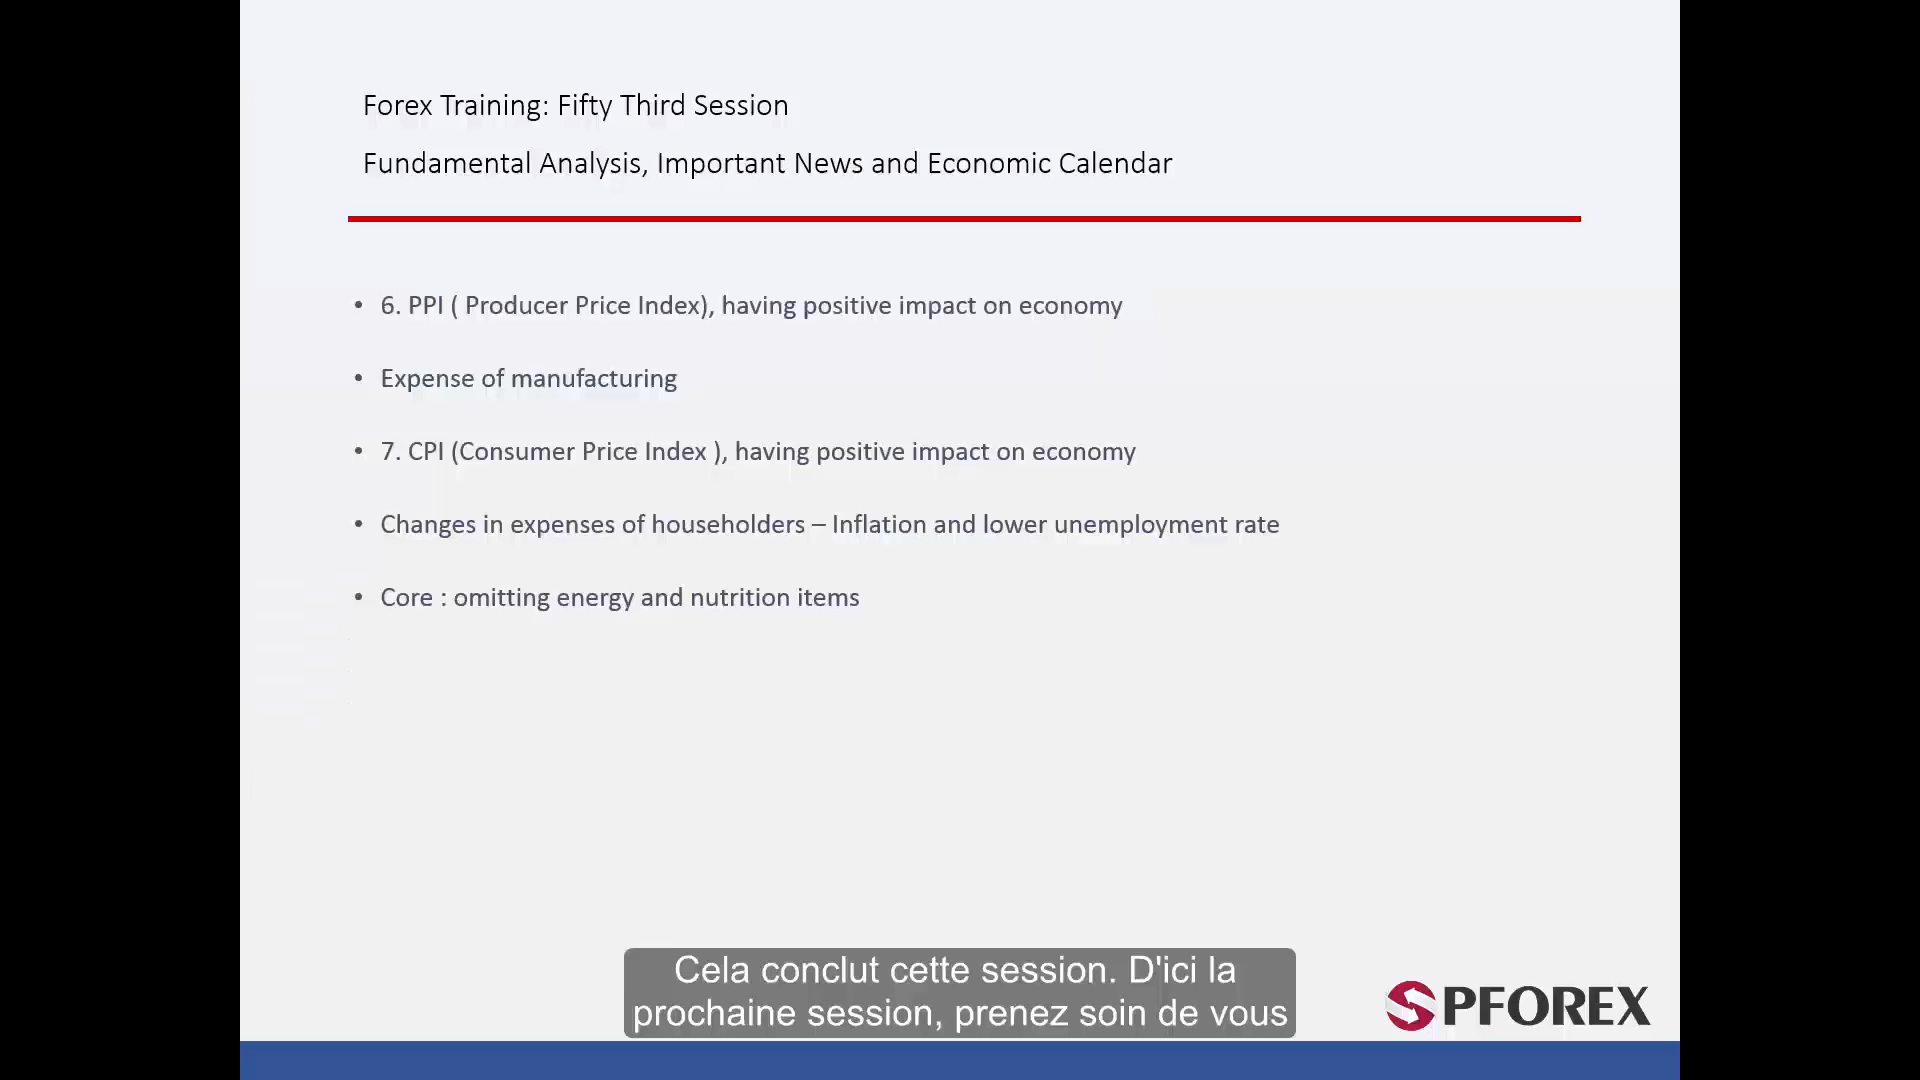 Forex Training: Fifty Third Session
Fundamental Analysis, Important News and Economic Calendar
• 6. PPI ( Producer Price Index), having positive impact on economy
• Expense of manufacturing
• 7. CPI (Consumer Price Index ), having positive impact on economy
• Changes in expenses of householders – Inflation and lower unemployment rate
• Core : omitting energy and nutrition items
Cela conclut cette session. D'ici la
prochaine session, prenez soin de vous
SPFOREX